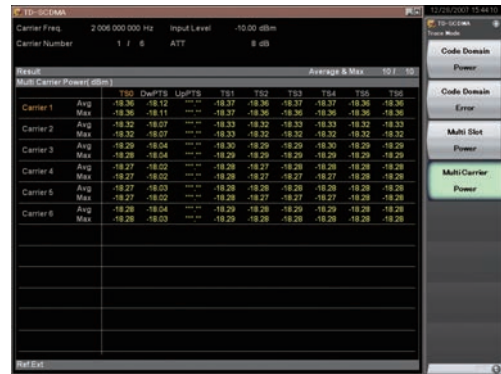 TD-SCDMA
12/28/2001 15:44:10
Carrier Freq. 2 006 000 000 Hz Input Level -10.00 dBm
Carrier Number 1 / 6 ATT 8 dB
Result Average & Max 10 / 10
Multi Carrier Power( dBm )
TS0 DwPTS UpPTS TS1 TS2 TS3 TS4 TS5 TS6
Carrier 1 Avg -18.36 -18.12 ***.** -18.37 -18.36 -18.37 -18.37 -18.36 -18.36
Max -18.36 -18.11 ***.** -18.37 -18.36 -18.37 -18.36 -18.36 -18.36
Carrier 2 Avg -18.32 -18.07 ***.** -18.33 -18.32 -18.33 -18.33 -18.32 -18.33
Max -18.32 -18.07 ***.** -18.33 -18.32 -18.33 -18.32 -18.32 -18.32
Carrier 3 Avg -18.29 -18.04 ***.** -18.30 -18.29 -18.29 -18.30 -18.29 -18.29
Max -18.29 -18.04 ***.** -18.29 -18.29 -18.29 -18.29 -18.29 -18.29
Carrier 4 Avg -18.27 -18.02 ***.** -18.28 -18.27 -18.28 -18.28 -18.27 -18.28
Max -18.27 -18.02 ***.** -18.28 -18.27 -18.28 -18.27 -18.27 -18.27
Carrier 5 Avg -18.27 -18.03 ***.** -18.28 -18.28 -18.28 -18.28 -18.28 -18.28
Max -18.27 -18.02 ***.** -18.28 -18.28 -18.28 -18.28 -18.27 -18.28
Carrier 6 Avg -18.28 -18.04 ***.** -18.29 -18.28 -18.29 -18.29 -18.28 -18.28
Max -18.28 -18.03 ***.** -18.29 -18.28 -18.29 -18.28 -18.28 -18.28
Ref.Ext
TD-SCDMA
Trace Mode
Code Domain
Power
Code Domain
Error
Multi Slot
Power
Multi Carrier
Power